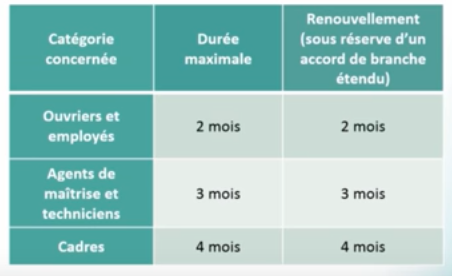 Catégorie
concernée
Durée
maximale
Renouvellement
(sous réserve d'un
accord de branche
étendu)
Ouvriers et
employés
2 mois
2 mois
Agents de
maîtrise et
techniciens
3 mois
3 mois
Cadres
4 mois
4 mois